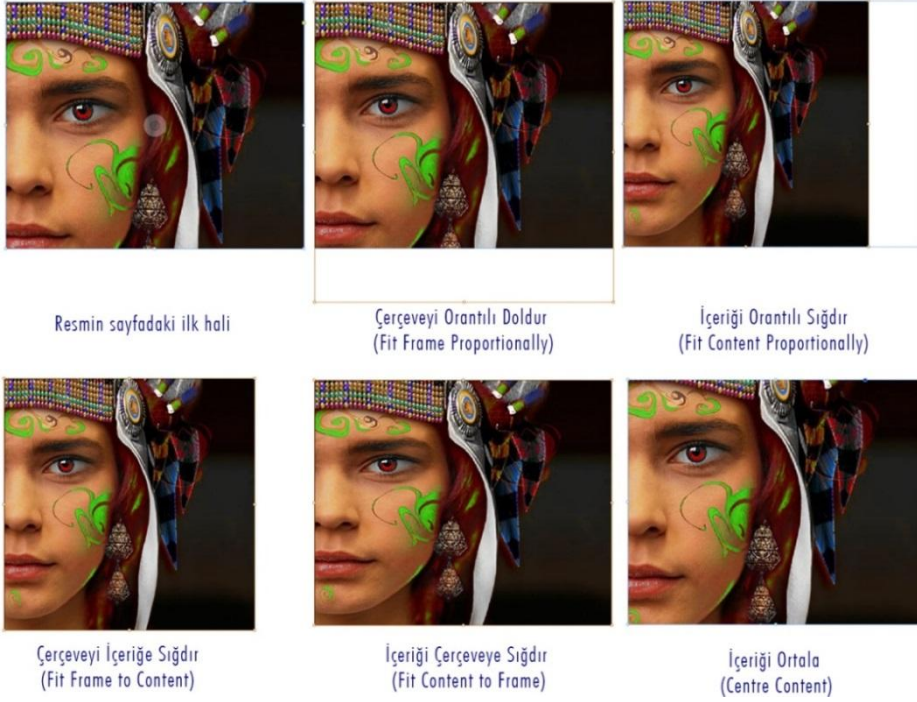 Resmin sayfadaki ilk hali
Çerçeveyi Orantılı Doldur
(Fit Frame Proportionally)
İçeriği Orantılı Sığdır
(Fit Content Proportionally)
Çerçeveyi İçeriğe Sığdır
(Fit Frame to Content)
İçeriği Çerçeveye Sığdır
(Fit Content to Frame)
İçeriği Ortala
(Centre Content)